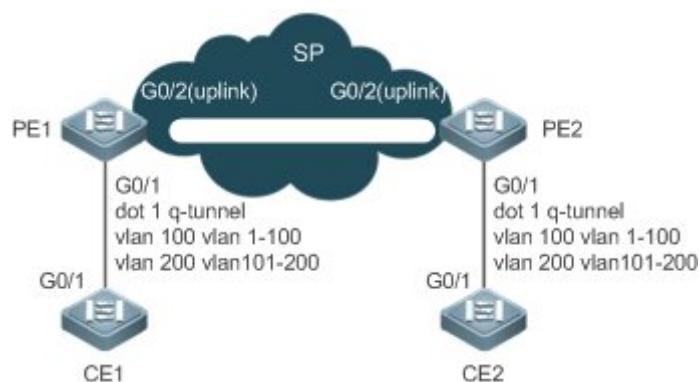 SP
G0/2(uplink) G0/2(uplink)
PE1 PE2
G0/1
dot 1 q-tunnel
vlan 100 vlan 1-100
vlan 200 vlan101-200
G0/1
dot 1 q-tunnel
vlan 100 vlan 1-100
vlan 200 vlan101-200
G0/1 G0/1
CE1 CE2